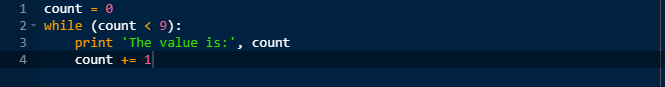 1 count = 0
2 while (count < 9):
3     print 'The value is:', count
4     count += 1